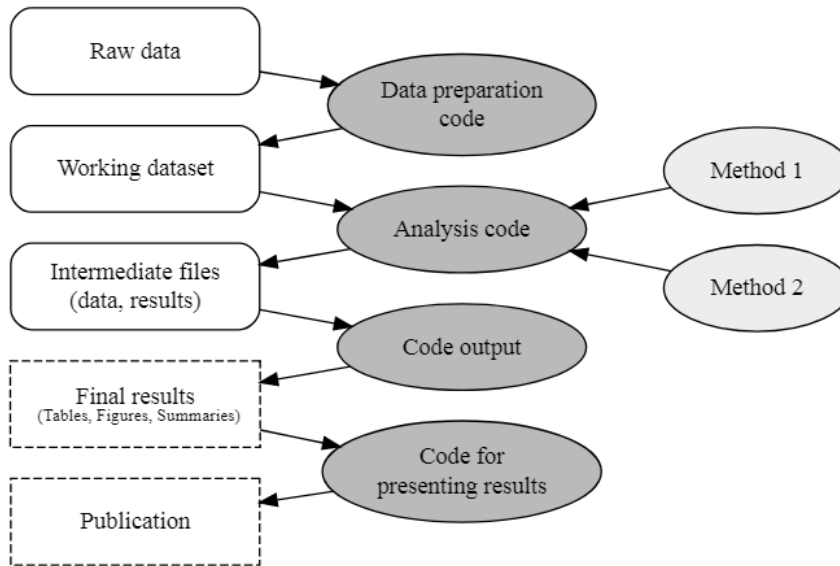 Raw data
Data preparation
code
Working dataset
Method 1
Analysis code
Intermediate files
(data, results)
Method 2
Code output
Final results
(Tables, Figures, Summaries)
Code for
presenting results
Publication